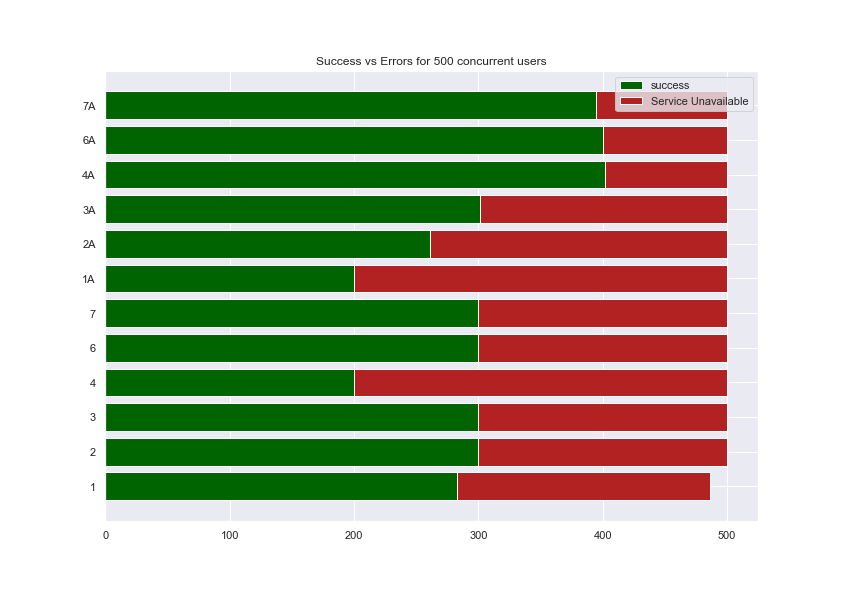 Success vs Errors for 500 concurrent users
success
Service Unavailable
7A
6A
4A
3A
2A
1A
7
6
4
3
2
1
0 100 200 300 400 500